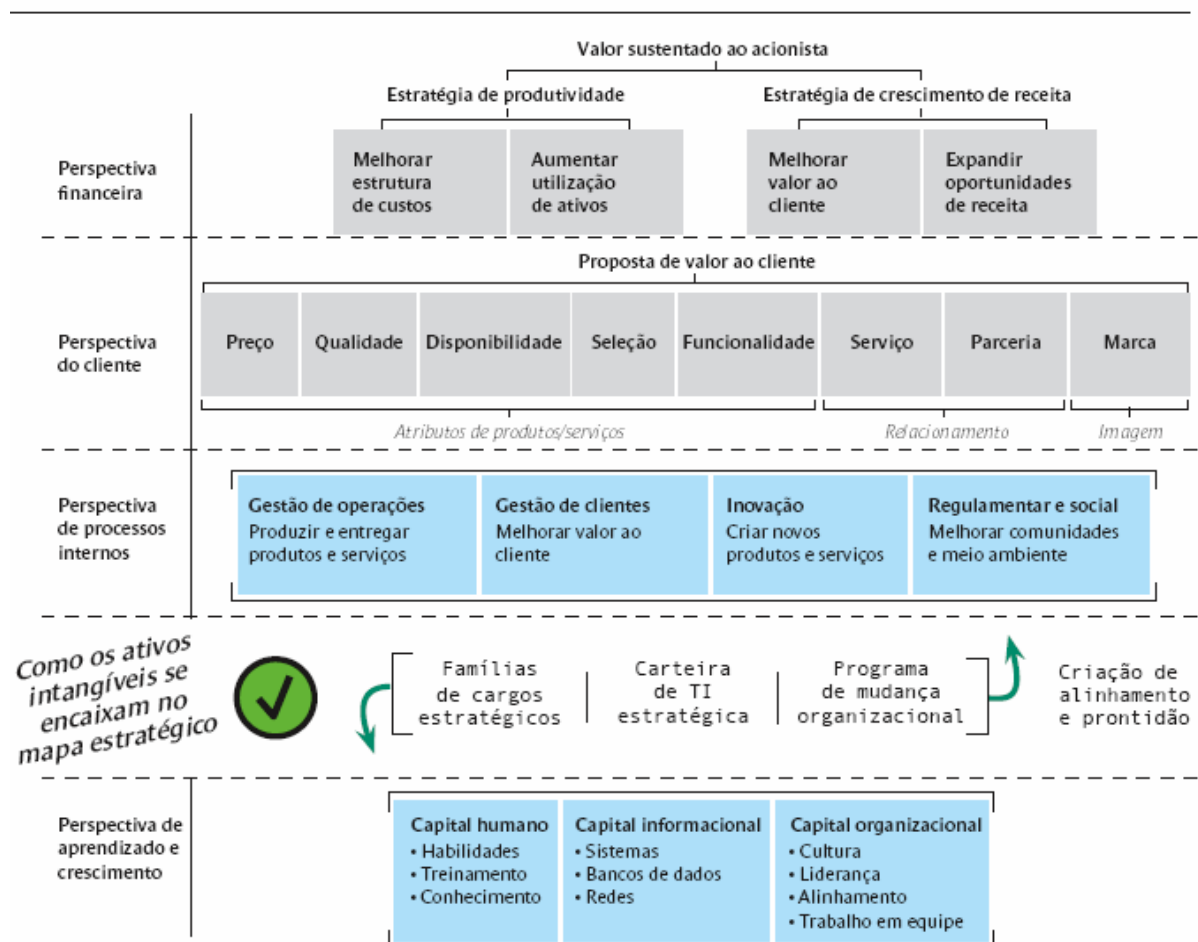 Valor sustentado ao acionista
Estratégia de produtividade
Estratégia de crescimento de receita
Perspectiva
financeira
Melhorar
estrutura
de custos
Aumentar
utilização
de ativos
Melhorar
valor ao
cliente
Expandir
oportunidades
de receita
Proposta de valor ao cliente
Perspectiva
do cliente
Preço
Qualidade
Disponibilidade
Seleção
Funcionalidade
Serviço
Parceria
Marca
Atributos de produtos/serviços
Relacionamento
Imagem
Perspectiva
de processos
internos
Gestão de operações
Produzir e entregar
produtos e serviços
Gestão de clientes
Melhorar valor ao
cliente
Inovação
Criar novos
produtos e serviços
Regulamentar e social
Melhorar comunidades
e meio ambiente
Como os ativos
intangíveis se
encaixam no
mapa estratégico
Famílias
de cargos
estratégicos
Carteira
de TI
estratégica
Programa
de mudança
organizacional
Criação de
alinhamento
e prontidão
Perspectiva de
aprendizado e
crescimento
Capital humano
• Habilidades
• Treinamento
• Conhecimento
Capital informacional
• Sistemas
• Bancos de dados
• Redes
Capital organizacional
• Cultura
• Liderança
• Alinhamento
• Trabalho em equipe